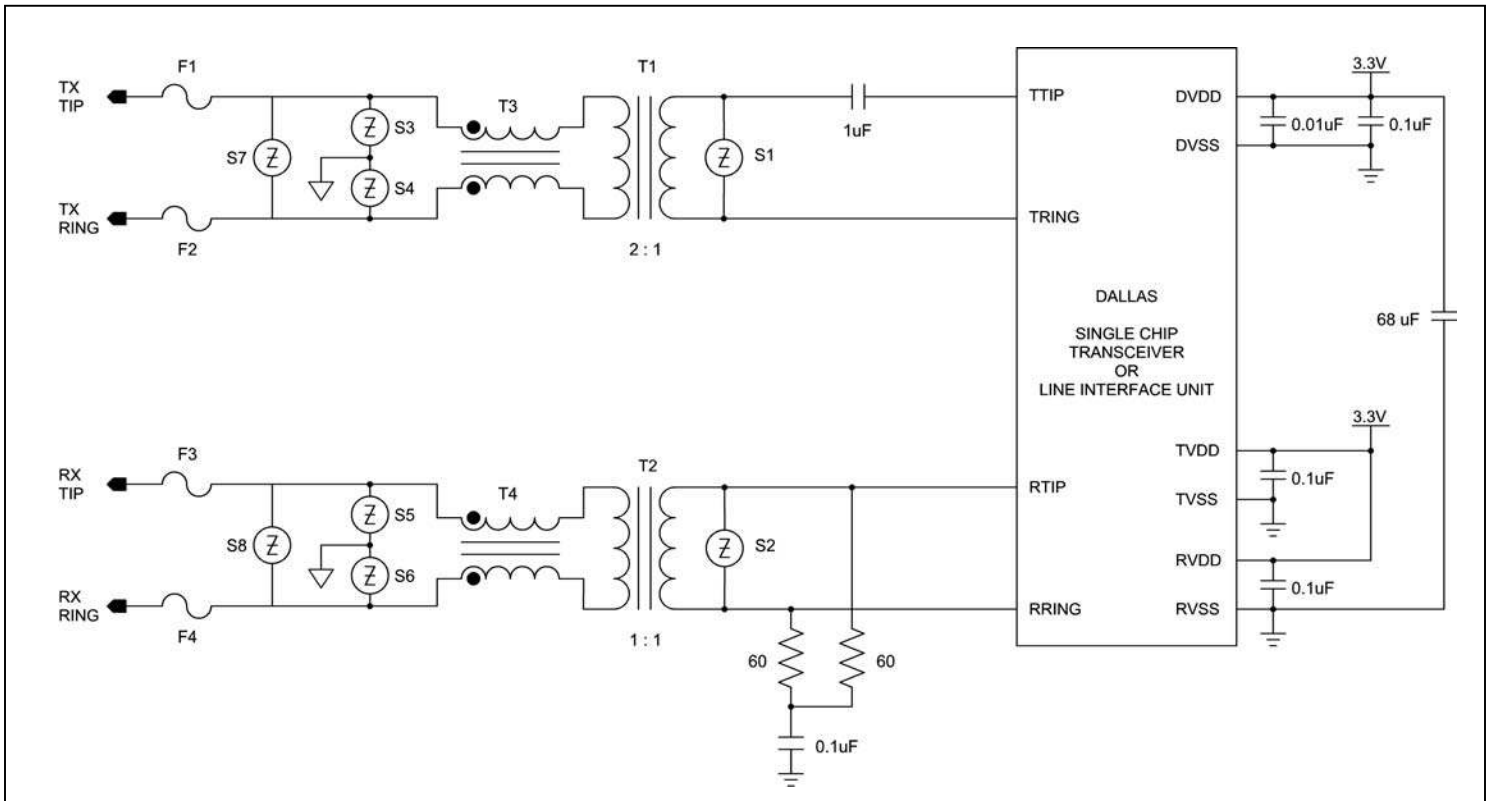 F1
T1
TX
TIP
T3
S3
S7
S4
S1
1uF
TX
RING
F2
2 : 1
TTIP
DVDD
3.3V
0.01uF
0.1uF
DVSS
TRING
DALLAS
SINGLE CHIP
TRANSCEIVER
OR
LINE INTERFACE UNIT
68 uF
F3
T2
RX
TIP
T4
S5
S8
S6
S2
RX
RING
F4
1 : 1
60
60
0.1uF
3.3V
TVDD
0.1uF
RTIP
TVSS
RVDD
0.1uF
RRING
RVSS